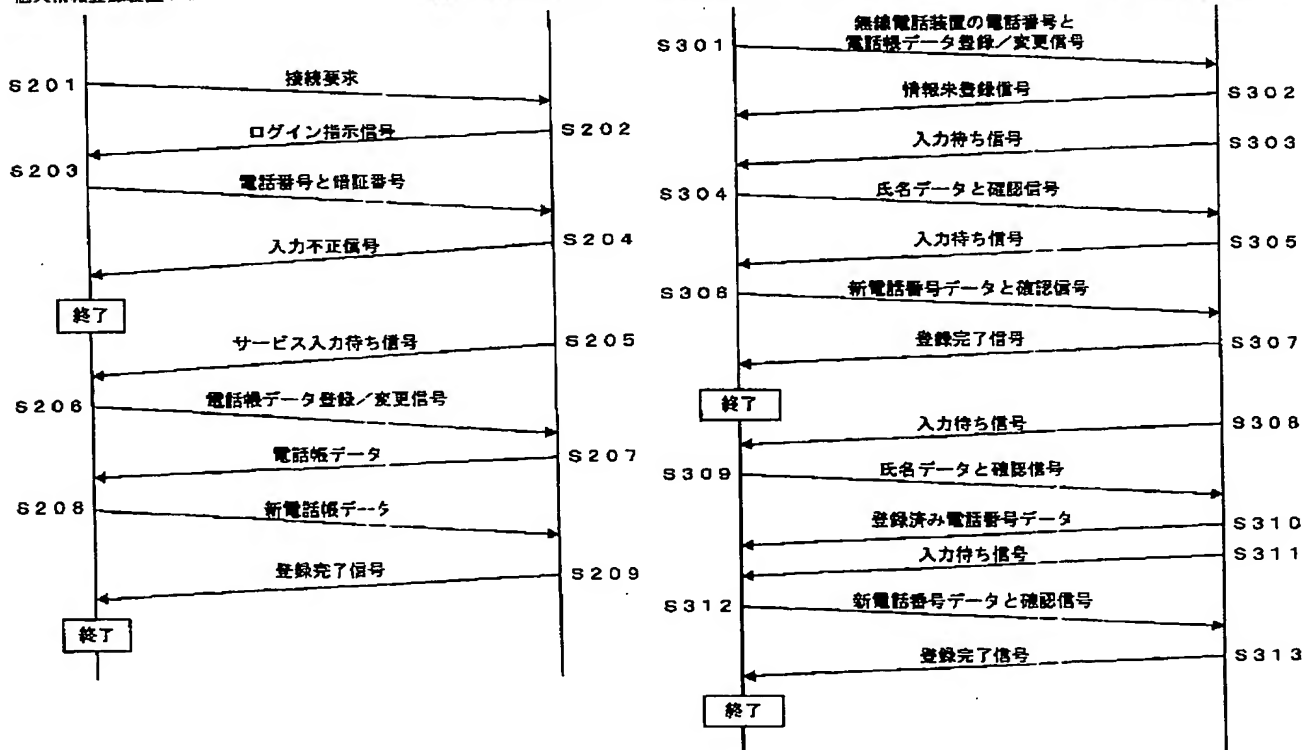 S201
接続要求
ログイン指示信号
S202
S203
電話番号と暗証番号
入力不正信号
S204
終了
サービス入力待ち信号
S205
S206
電話帳データ登録／変更信号
電話帳データ
S207
S208
新電話帳データ
登録完了信号
S209
終了
無線電話装置の電話番号と
電話帳データ登録／変更信号
S301
情報未登録信号
S302
入力待ち信号
S303
S304
氏名データと確認信号
入力待ち信号
S305
S306
新電話番号データと確認信号
登録完了信号
S307
終了
入力待ち信号
S308
S309
氏名データと確認信号
登録済み電話番号データ
S310
入力待ち信号
S311
S312
新電話番号データと確認信号
登録完了信号
S313
終了